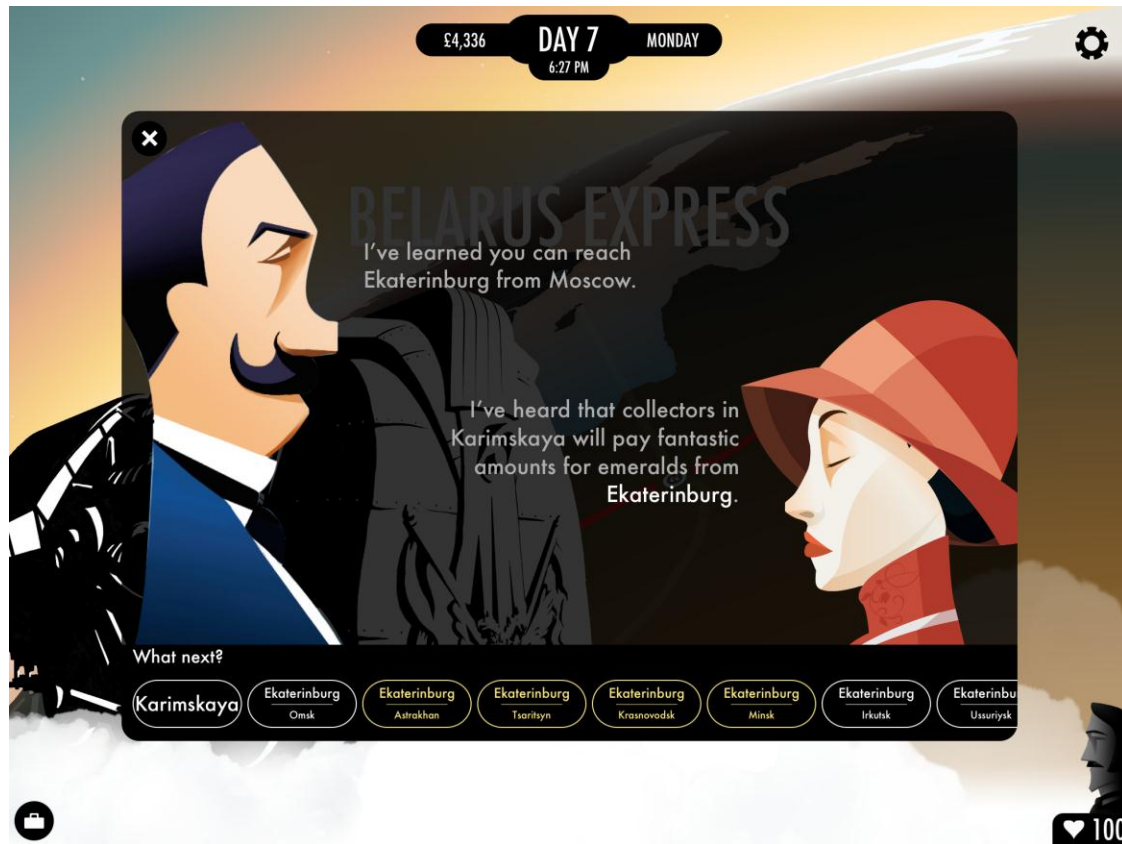 £4,336
DAY 7
MONDAY
6:27 PM
BELARUS EXPRESS
I've learned you can reach
Ekaterinburg from Moscow.
I've heard that collectors in
Karimskaya will pay fantastic
amounts for emeralds from
Ekaterinburg.
What next?
Karimskaya
Ekaterinburg
Omsk
Ekaterinburg
Astrakhan
Ekaterinburg
Tsaritsyn
Ekaterinburg
Krasnovodsk
Ekaterinburg
Minsk
Ekaterinburg
Irkutsk
Ekaterinbu
Ussuriysk
100